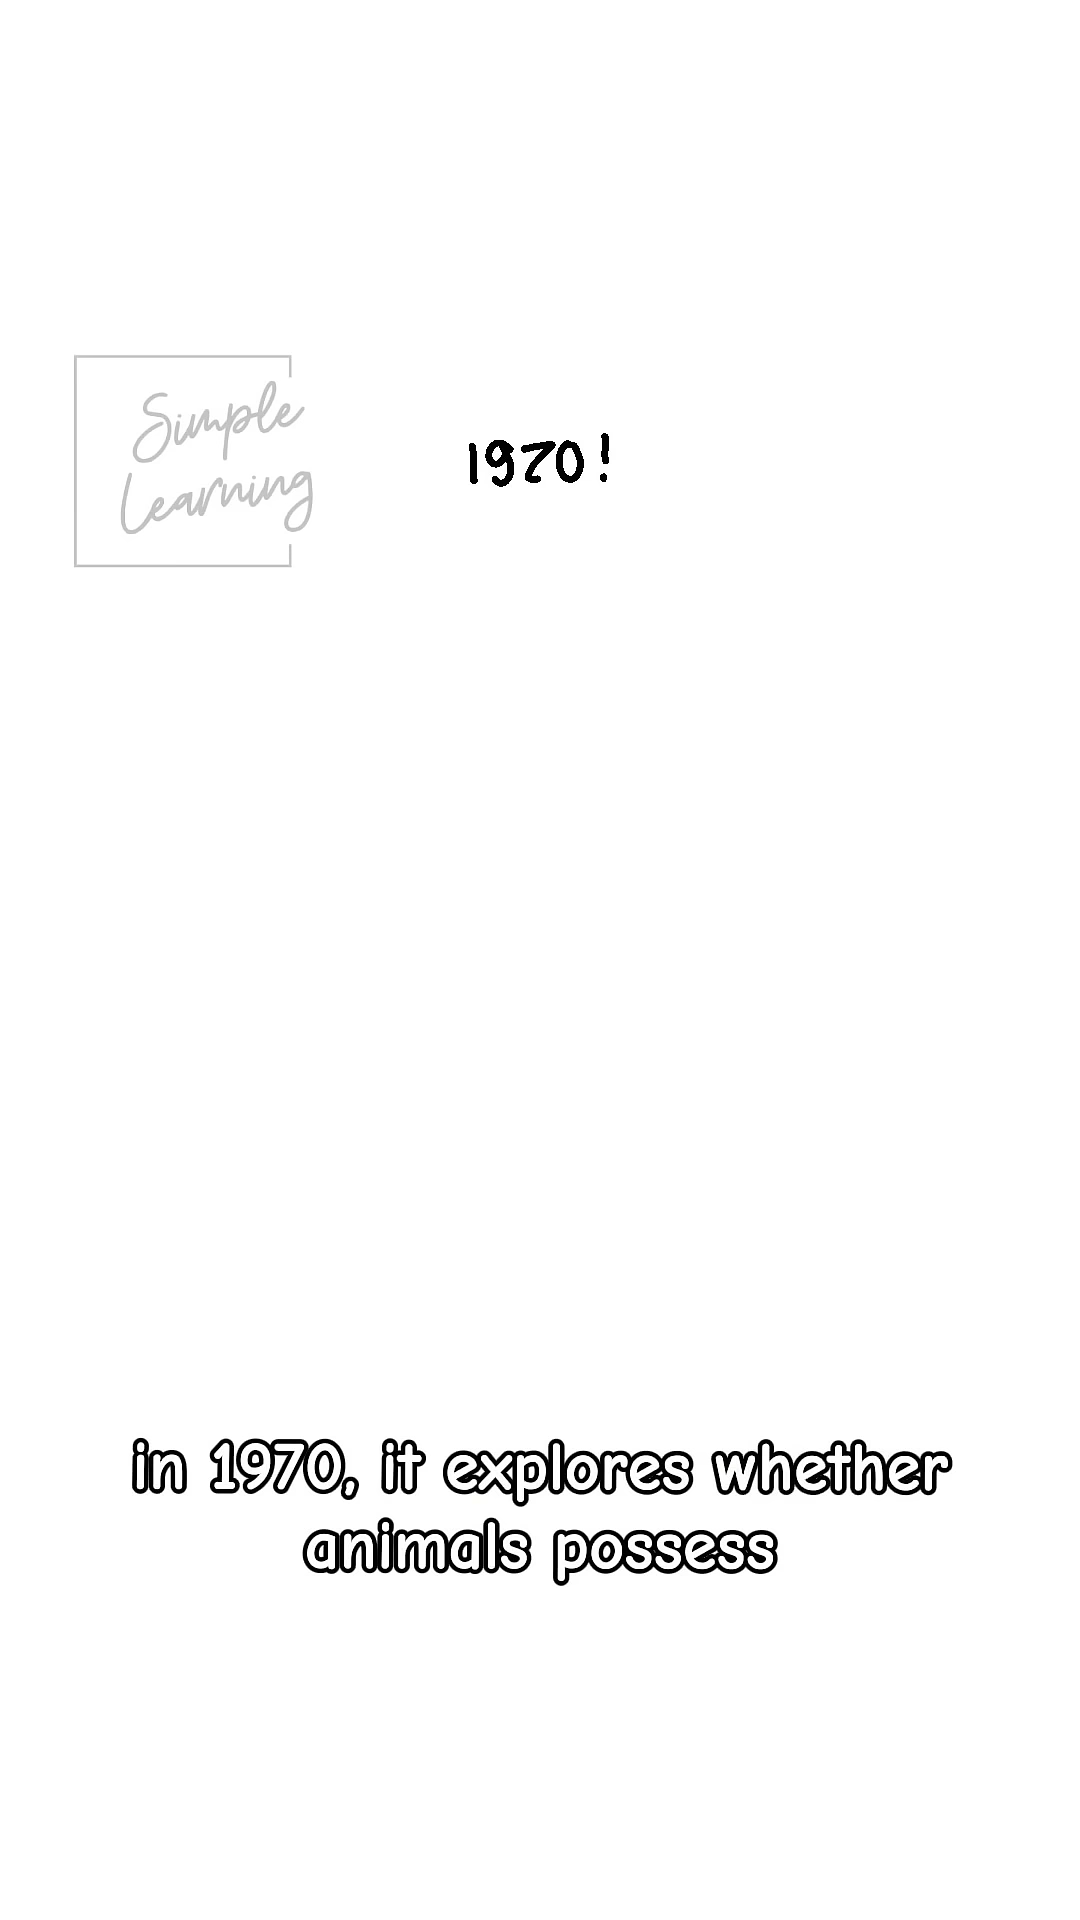 Simple
Learning
1970!
in 1970, it explores whether
animals possess